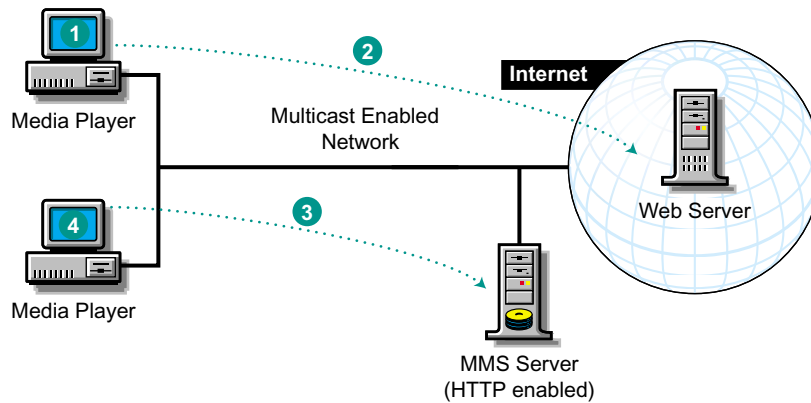 1
2
Internet
Media Player
Multicast Enabled
Network
Web Server
4
3
Media Player
MMS Server
(HTTP enabled)